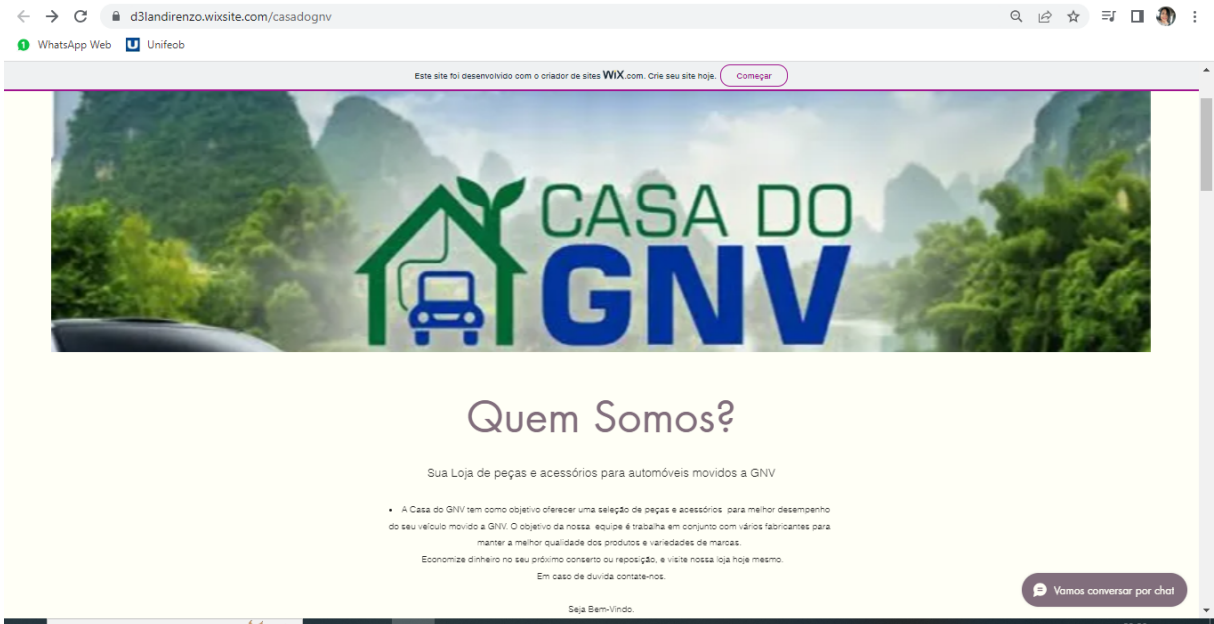 d3landirenzo.wixsite.com/casadognv
WhatsApp Web Unifeob
Este site foi desenvolvido com o criador de sites WiX.com. Crie seu site hoje. Começar
CASA DO
GNV
Quem Somos?
Sua Loja de peças e acessórios para automóveis movidos a GNV
• A Casa do GNV tem como objetivo oferecer uma seleção de peças e acessórios para melhor desempenho
do seu veículo movido a GNV. O objetivo da nossa equipe é trabalha em conjunto com vários fabricantes para
manter a melhor qualidade dos produtos e variedades de marcas.
Economize dinheiro no seu próximo conserto ou reposição, e visite nossa loja hoje mesmo.
Em caso de duvida contate-nos.
Vamos conversar por chat
Seja Bem-Vindo.